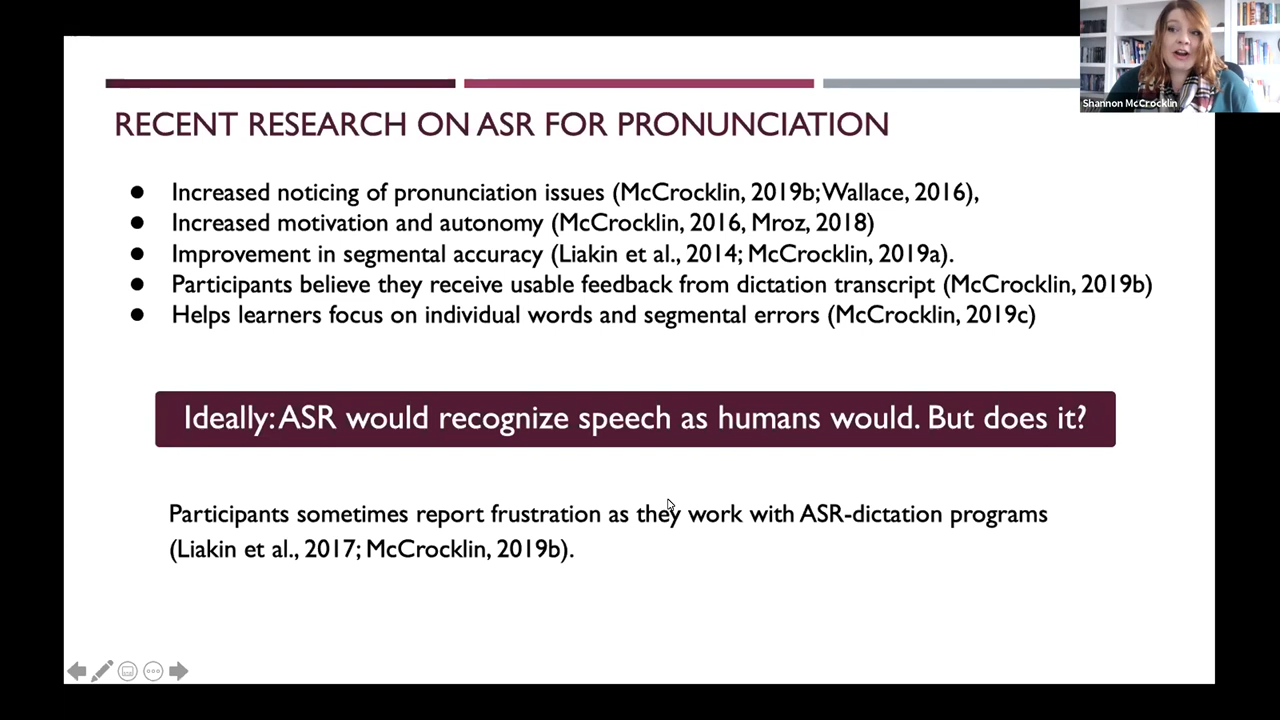 Shannon McCrocklin
RECENT RESEARCH ON ASR FOR PRONUNCIATION
● Increased noticing of pronunciation issues (McCrocklin, 2019b; Wallace, 2016),
● Increased motivation and autonomy (McCrocklin, 2016, Mroz, 2018)
● Improvement in segmental accuracy (Liakin et al., 2014; McCrocklin, 2019a).
● Participants believe they receive usable feedback from dictation transcript (McCrocklin, 2019b)
● Helps learners focus on individual words and segmental errors (McCrocklin, 2019c)
Ideally: ASR would recognize speech as humans would. But does it?
Participants sometimes report frustration as they work with ASR-dictation programs
(Liakin et al., 2017; McCrocklin, 2019b).